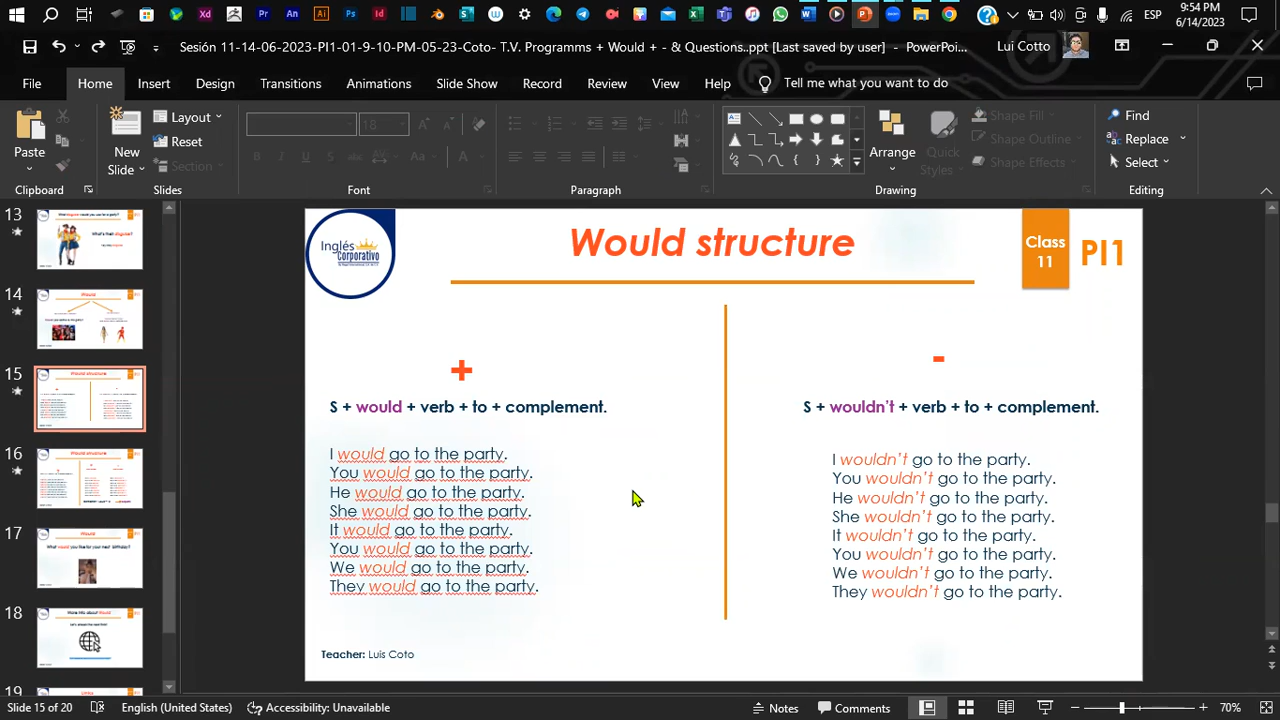 9:54 PM
ESP
6/14/2023
Sesión 11-14-06-2023-PI1-01-9:00-PM-05-23-Coto- T.V. Programms + Would + - & Questions..ppt [Last saved by user] - PowerPoi...
Lui Cotto
File Home Insert Design Transitions Animations Slide Show Record Review View Help Tell me what you want to do
Paste
New Slide
Layout
Reset
Section
18
Arrange
Quick Styles
Shape Fill
Shape Outline
Shape Effects
Find
Replace
Select
Clipboard Slides Font Paragraph Drawing Editing
13
14
15
16
17
18
19
Inglés
Corporativo
Would structure
Class
11
PI1
+
S + would + verb + to + complement.
I would go to the party.
You would go to the party.
He would go to the party.
She would go to the party.
It would go to the party.
You would go to the party.
We would go to the party.
They would go to the party.
-
S + wouldn't + verb + to + complement.
I wouldn't go to the party.
You wouldn't go to the party.
He wouldn't go to the party.
She wouldn't go to the party.
It wouldn't go to the party.
You wouldn't go to the party.
We wouldn't go to the party.
They wouldn't go to the party.
Teacher: Luis Coto
Slide 15 of 20 English (United States) Accessibility: Unavailable Notes Comments 70%